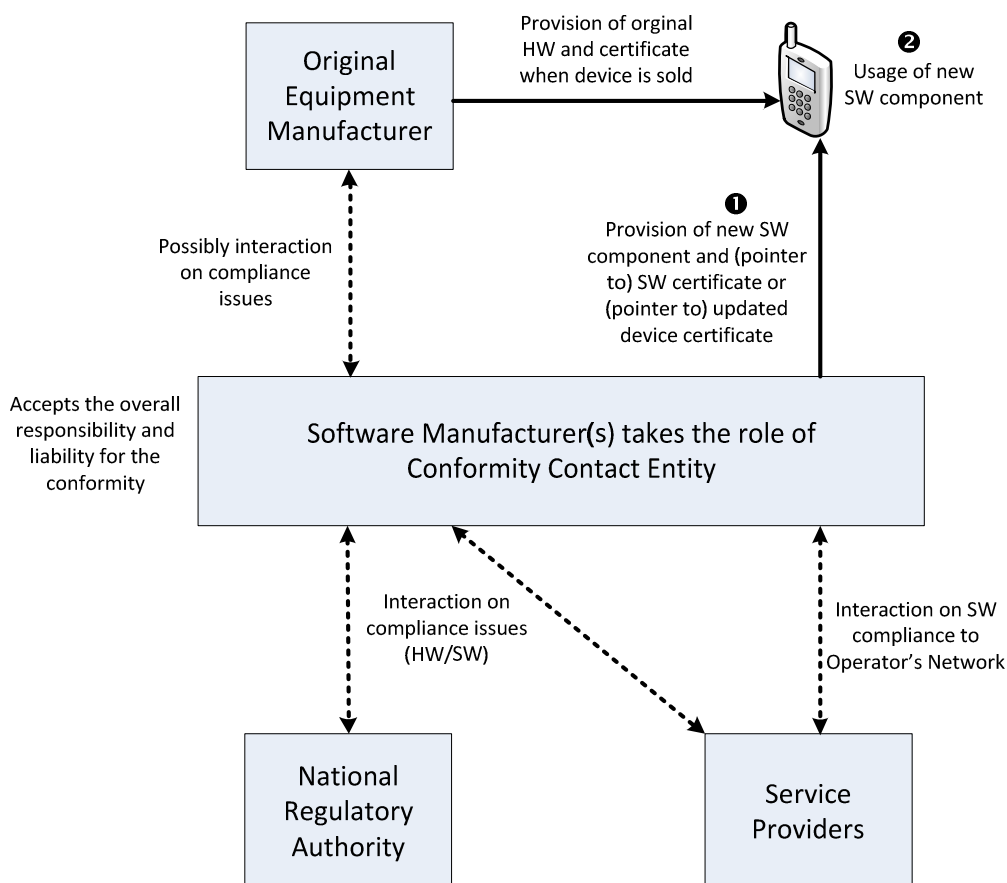 Original
Equipment
Manufacturer
Provision of orginal
HW and certificate
when device is sold
❷
Usage of new
SW component
❶
Provision of new SW
component and (pointer
to) SW certificate or
(pointer to) updated
device certificate
Possibly interaction
on compliance
issues
Accepts the overall
responsibility and
liability for the
conformity
Software Manufacturer(s) takes the role of
Conformity Contact Entity
Interaction on
compliance issues
(HW/SW)
Interaction on SW
compliance to
Operator’s Network
National
Regulatory
Authority
Service
Providers